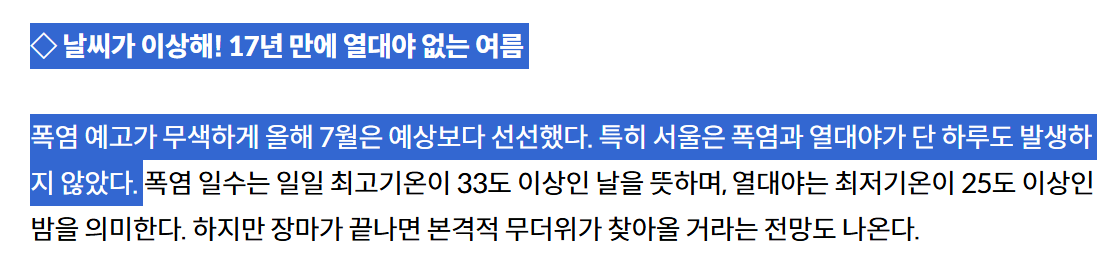 ◇ 날씨가 이상해! 17년 만에 열대야 없는 여름
폭염 예고가 무색하게 올해 7월은 예상보다 선선했다. 특히 서울은 폭염과 열대야가 단 하루도 발생하
지 않았다. 폭염 일수는 일일 최고기온이 33도 이상인 날을 뜻하며, 열대야는 최저기온이 25도 이상인
밤을 의미한다. 하지만 장마가 끝나면 본격적 무더위가 찾아올 거라는 전망도 나온다.